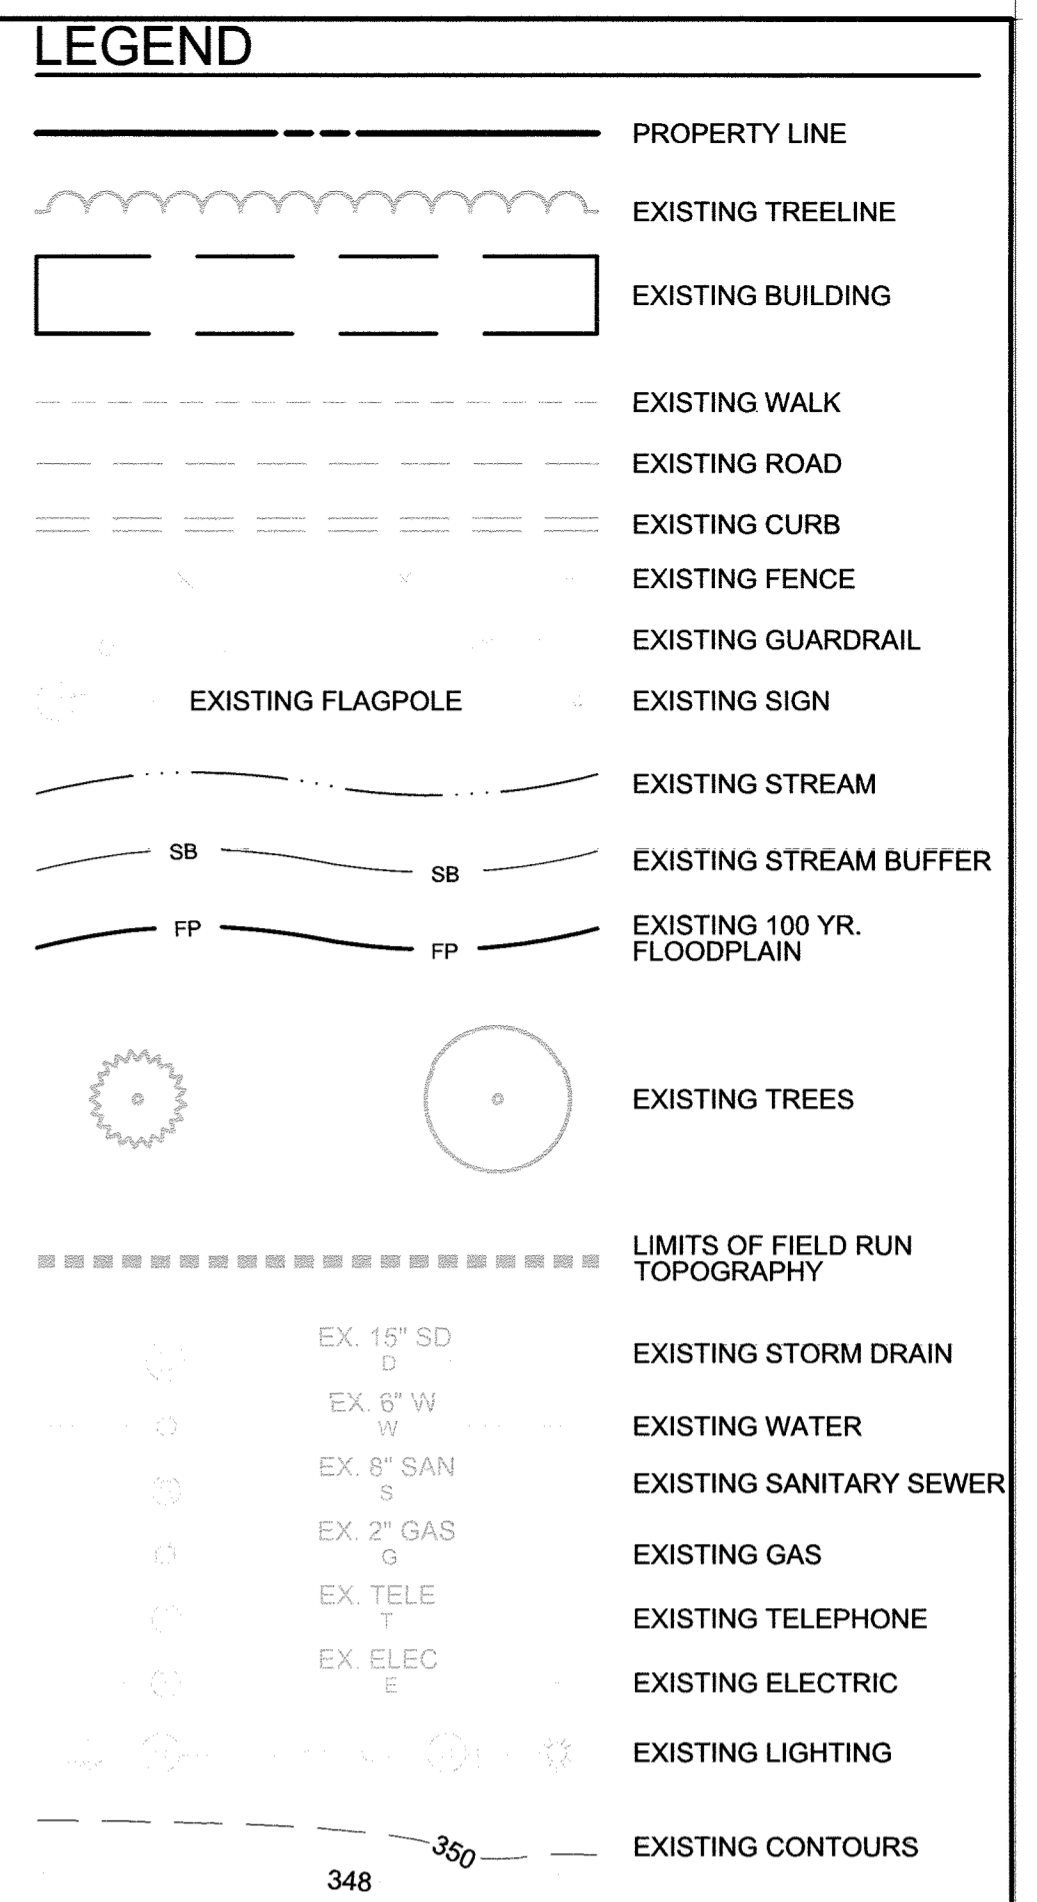 LEGEND
PROPERTY LINE
EXISTING TREELINE
EXISTING BUILDING
EXISTING WALK
EXISTING ROAD
EXISTING CURB
EXISTING FENCE
EXISTING GUARDRAIL
EXISTING FLAGPOLE EXISTING SIGN
EXISTING STREAM
SB SB EXISTING STREAM BUFFER
FP FP EXISTING 100 YR.
FLOODPLAIN
EXISTING TREES
LIMITS OF FIELD RUN
TOPOGRAPHY
EX. 15" SD
D
EXISTING STORM DRAIN
EX. 6" W
W
EXISTING WATER
EX. 8" SAN
S
EXISTING SANITARY SEWER
EX. 2" GAS
G
EXISTING GAS
EX. TELE
T
EXISTING TELEPHONE
EX. ELEC
E
EXISTING ELECTRIC
EXISTING LIGHTING
350
EXISTING CONTOURS
348